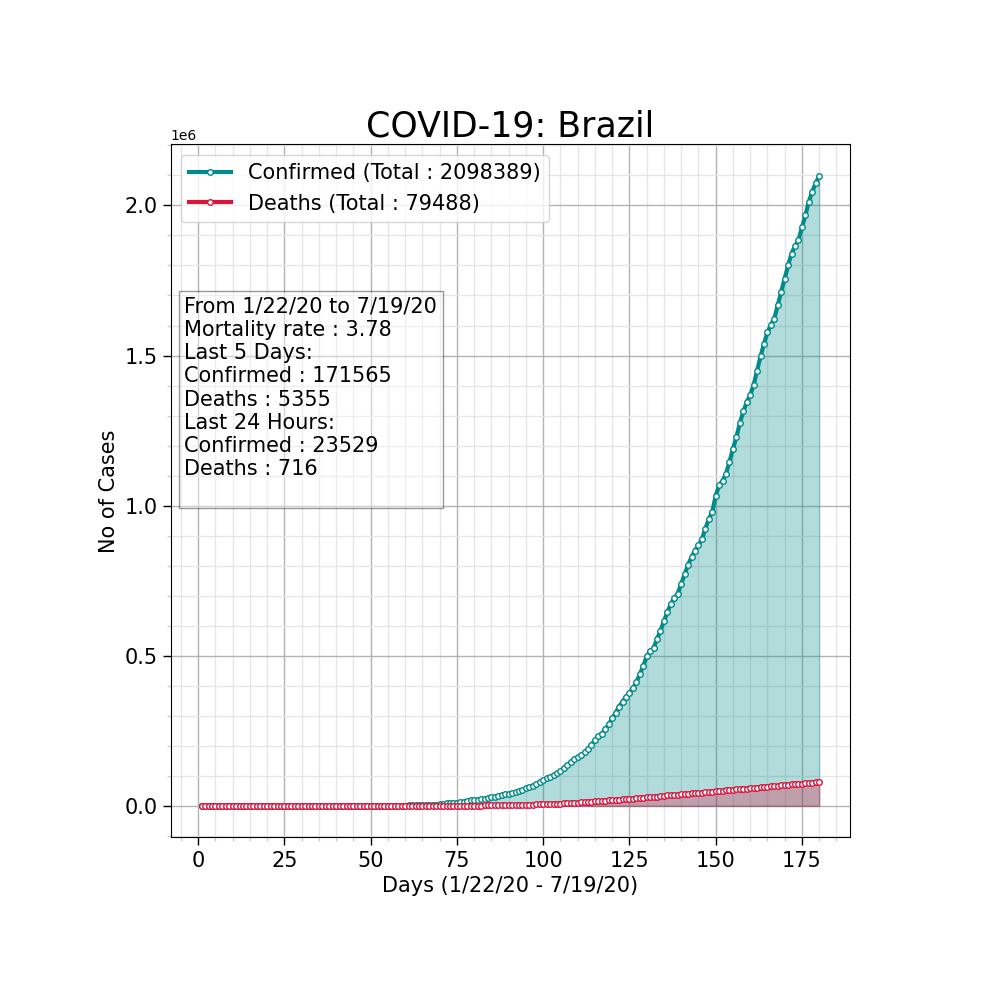 COVID-19: Brazil
1e6
Confirmed (Total : 2098389)
Deaths (Total : 79488)
2.0
From 1/22/20 to 7/19/20
Mortality rate : 3.78
Last 5 Days:
Confirmed : 171565
Deaths : 5355
Last 24 Hours:
Confirmed : 23529
Deaths : 716
1.5
1.0
0.5
0.0
No of Cases
0 25 50 75 100 125 150 175
Days (1/22/20 - 7/19/20)